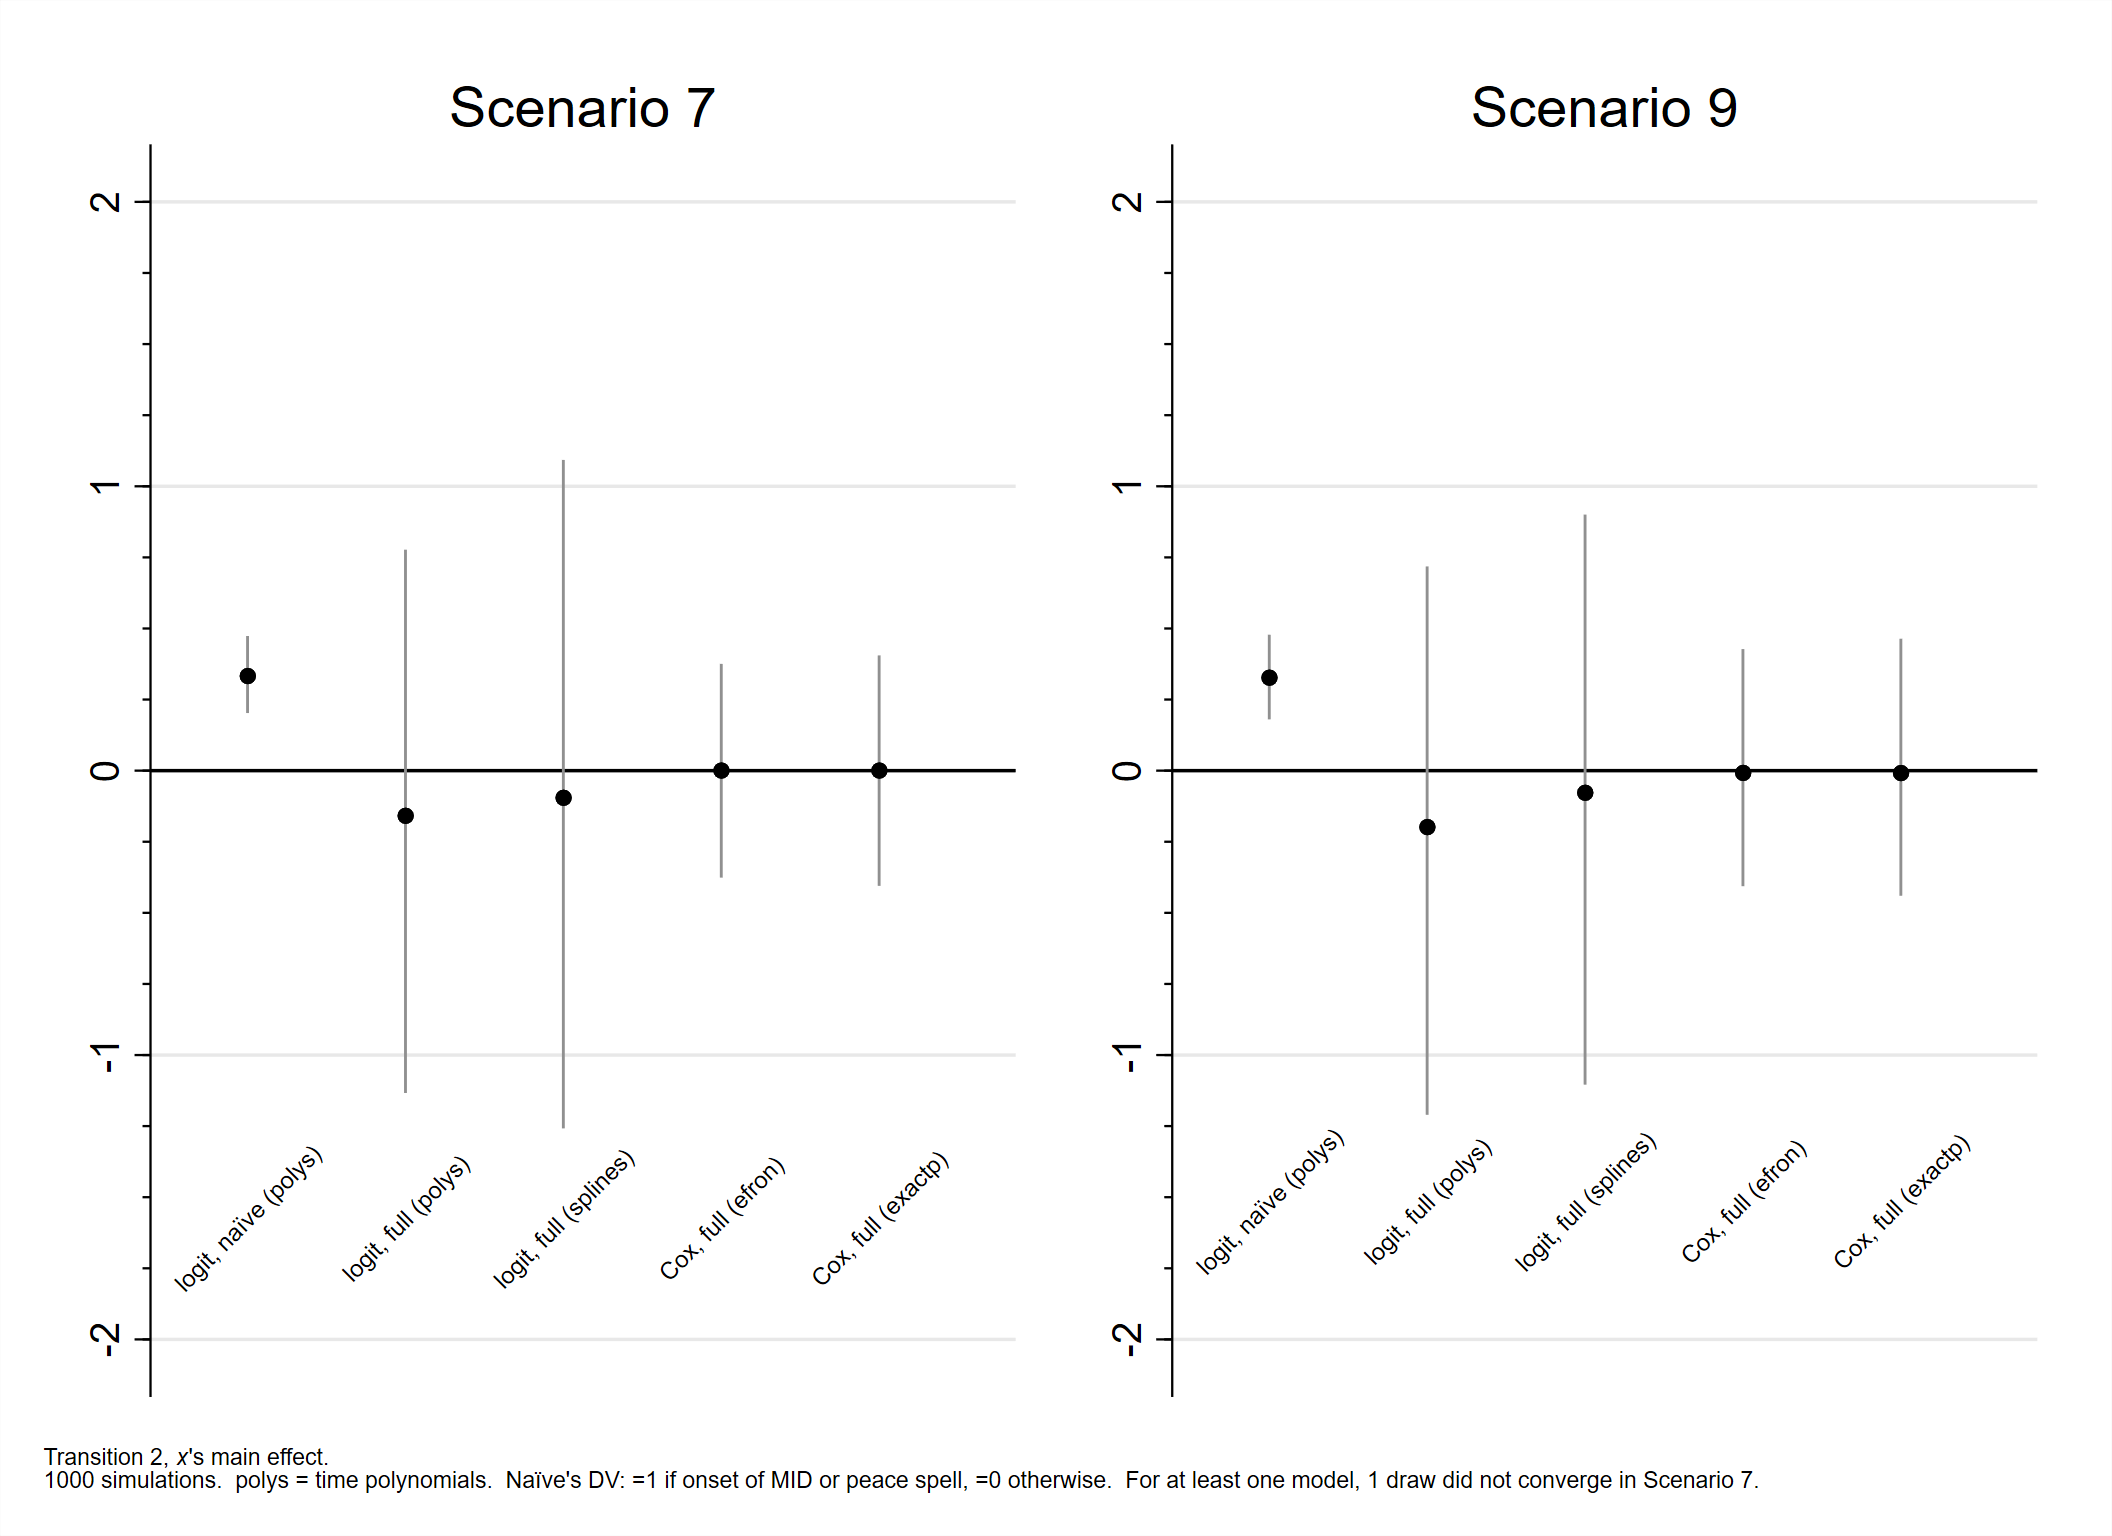 Scenario 7
2
1
0
-1
-2
logit, naïve (polys)
logit, full (polys)
logit, full (splines)
Cox, full (efron)
Cox, full (exactp)
Scenario 9
2
1
0
-1
-2
logit, naïve (polys)
logit, full (polys)
logit, full (splines)
Cox, full (efron)
Cox, full (exactp)
Transition 2, x's main effect.
1000 simulations.  polys = time polynomials.  Naïve's DV: =1 if onset of MID or peace spell, =0 otherwise.  For at least one model, 1 draw did not converge in Scenario 7.